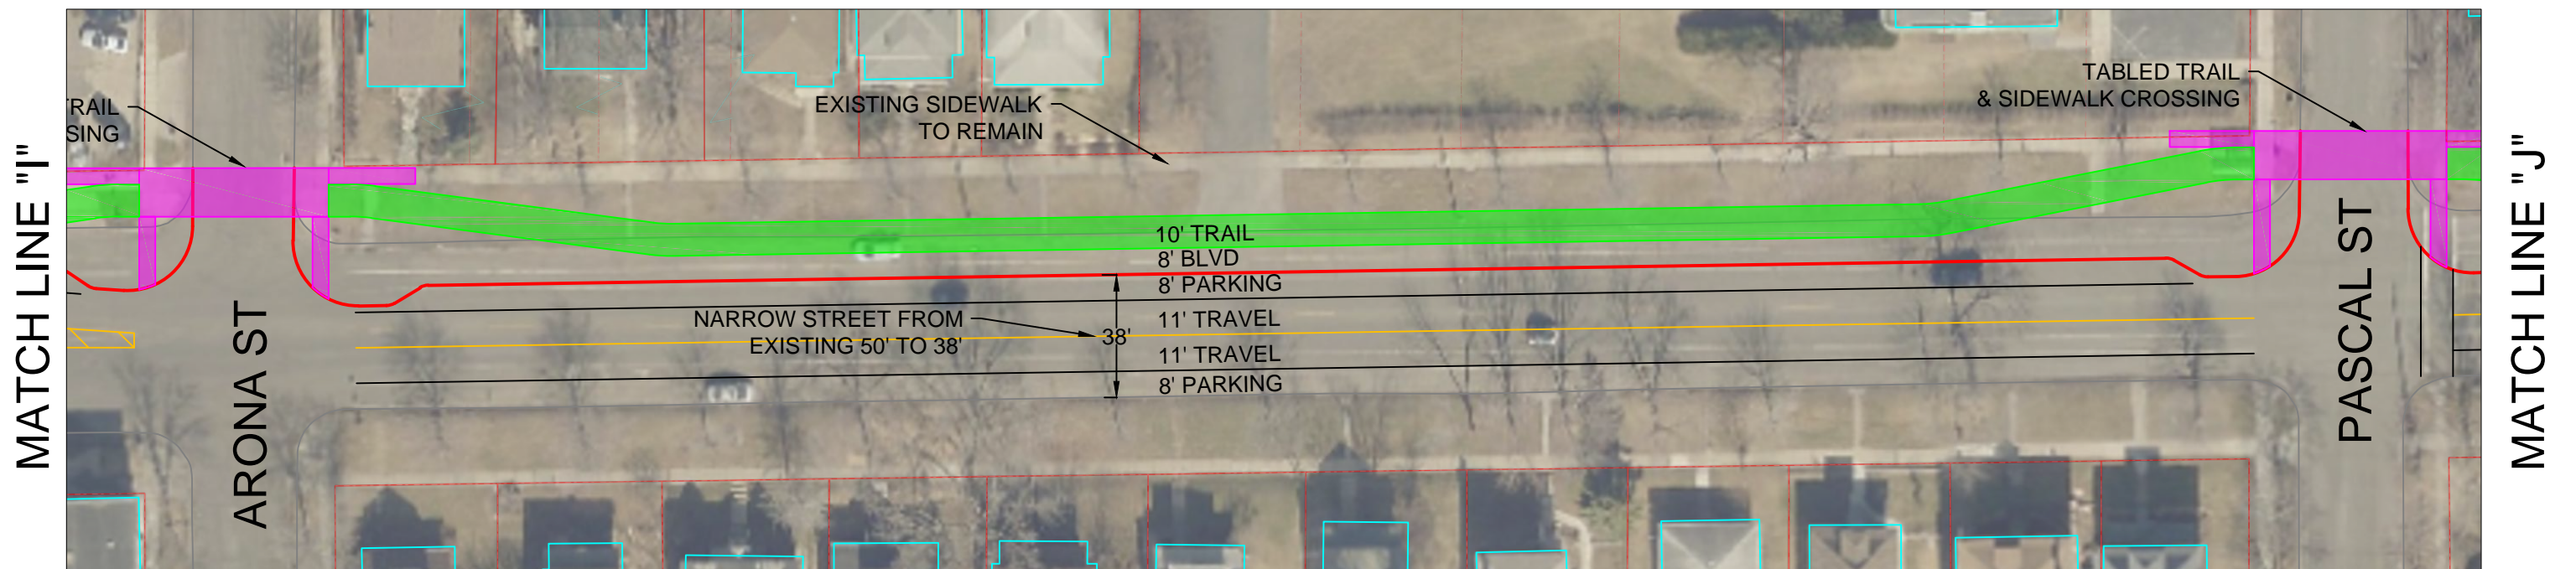 MATCH LINE "I"
TRAIL
SING
ARONA ST
EXISTING SIDEWALK
TO REMAIN
NARROW STREET FROM
EXISTING 50' TO 38'
38'
10' TRAIL
8' BLVD
8' PARKING
11' TRAVEL
11' TRAVEL
8' PARKING
TABLED TRAIL
& SIDEWALK CROSSING
PASCAL ST
MATCH LINE "J"